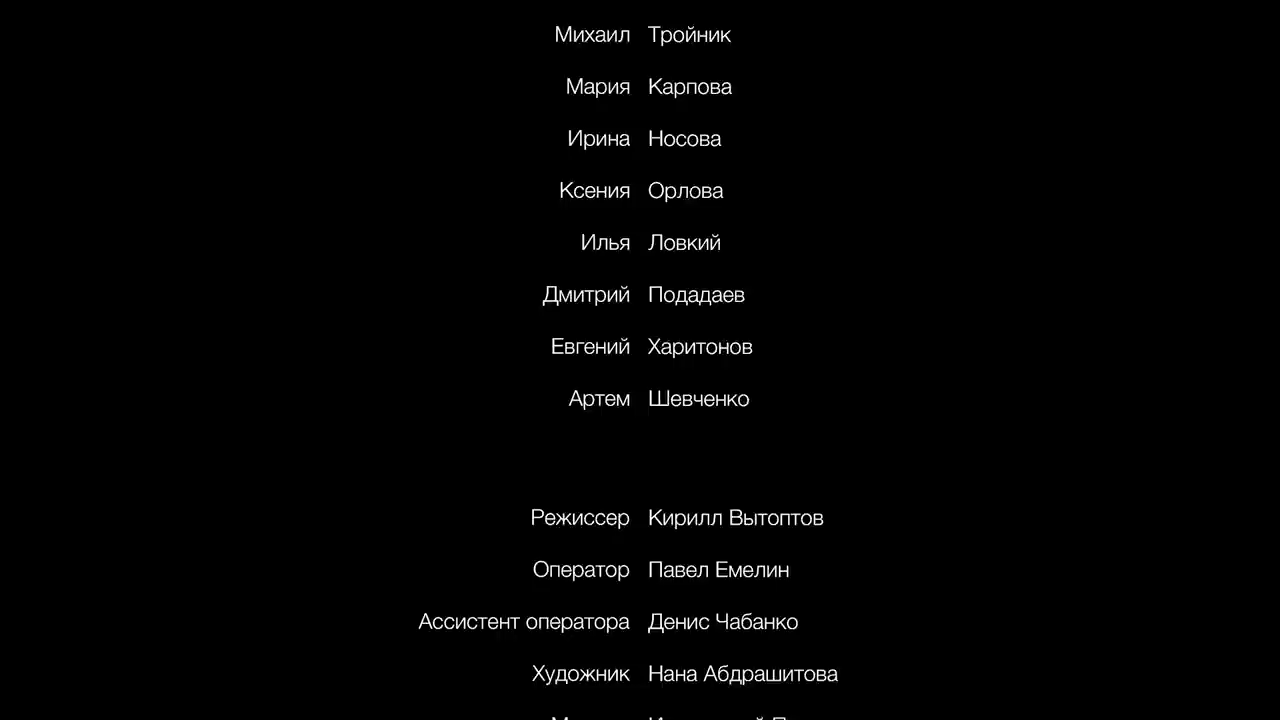 Михаил Тройник
Мария Карпова
Ирина Носова
Ксения Орлова
Илья Ловкий
Дмитрий Подадаев
Евгений Харитонов
Артем Шевченко
Режиссер Кирилл Вытоптов
Оператор Павел Емелин
Ассистент оператора Денис Чабанко
Художник Нана Абдрашитова